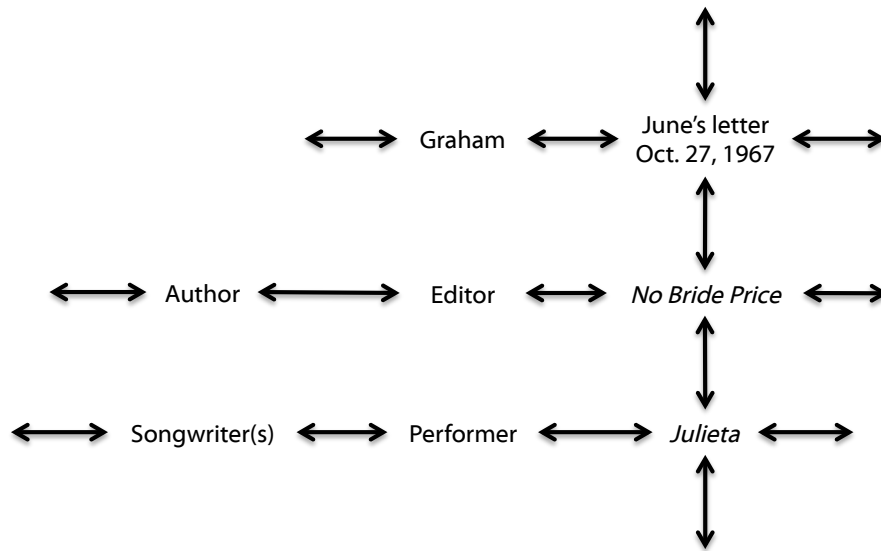 June’s letter
Graham
Oct. 27, 1967
Author
Editor
No Bride Price
Songwriter(s)
Performer
Julieta